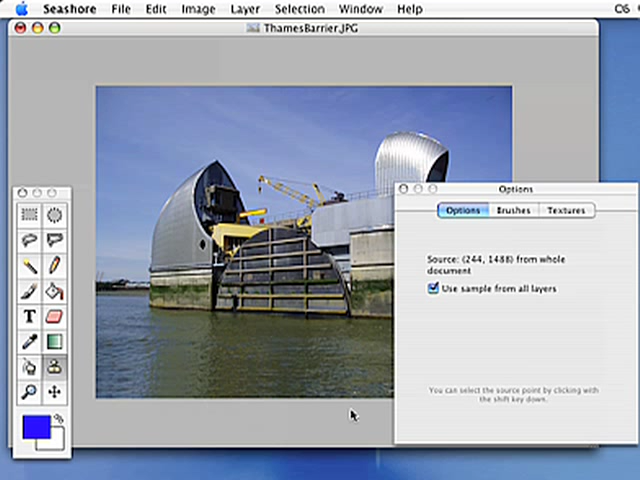 Seashore File Edit Image Layer Selection Window Help
ThamesBarrier.JPG
Options
Options Brushes Textures
Source: (244, 1488) from whole
document
Use sample from all layers
You can select the source point by clicking with
the shift key down.
T